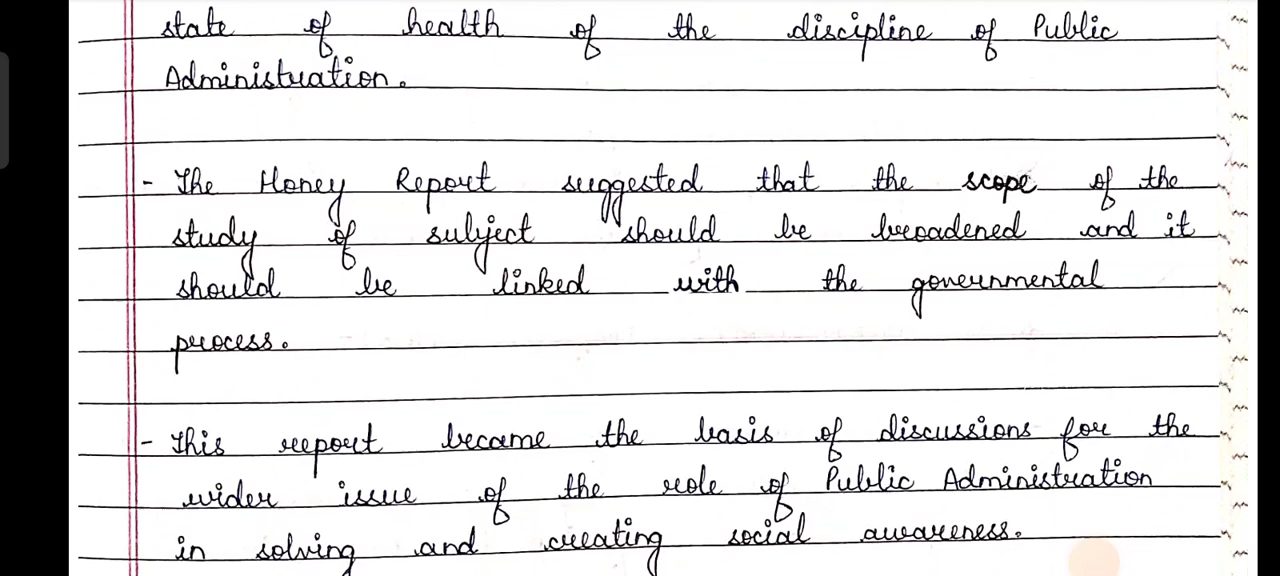 state of health of the discipline of Public
Administration.
- The Honey Report suggested that the scope of the
study of subject should be broadened and it
should be linked with the governmental
process.
- This report became the basis of discussions for the
wider issue of the role of Public Administration
in solving and creating social awareness.